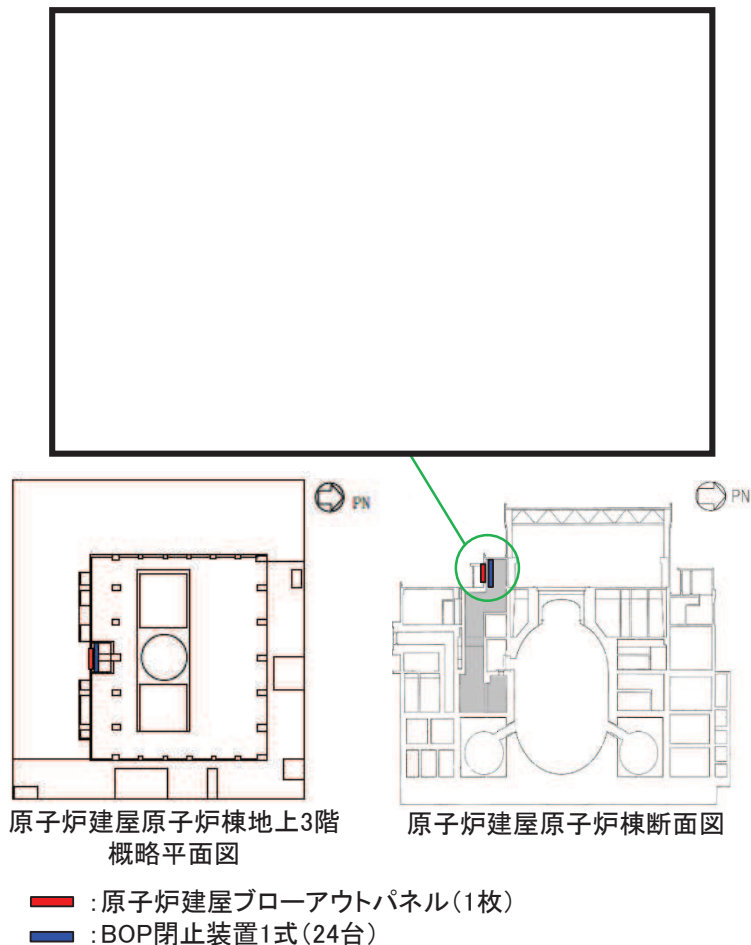 PN
PN
原子炉建屋原子炉棟地上3階
概略平面図
原子炉建屋原子炉棟断面図
:原子炉建屋ブローアウトパネル(1枚)
:BOP閉止装置1式(24台)